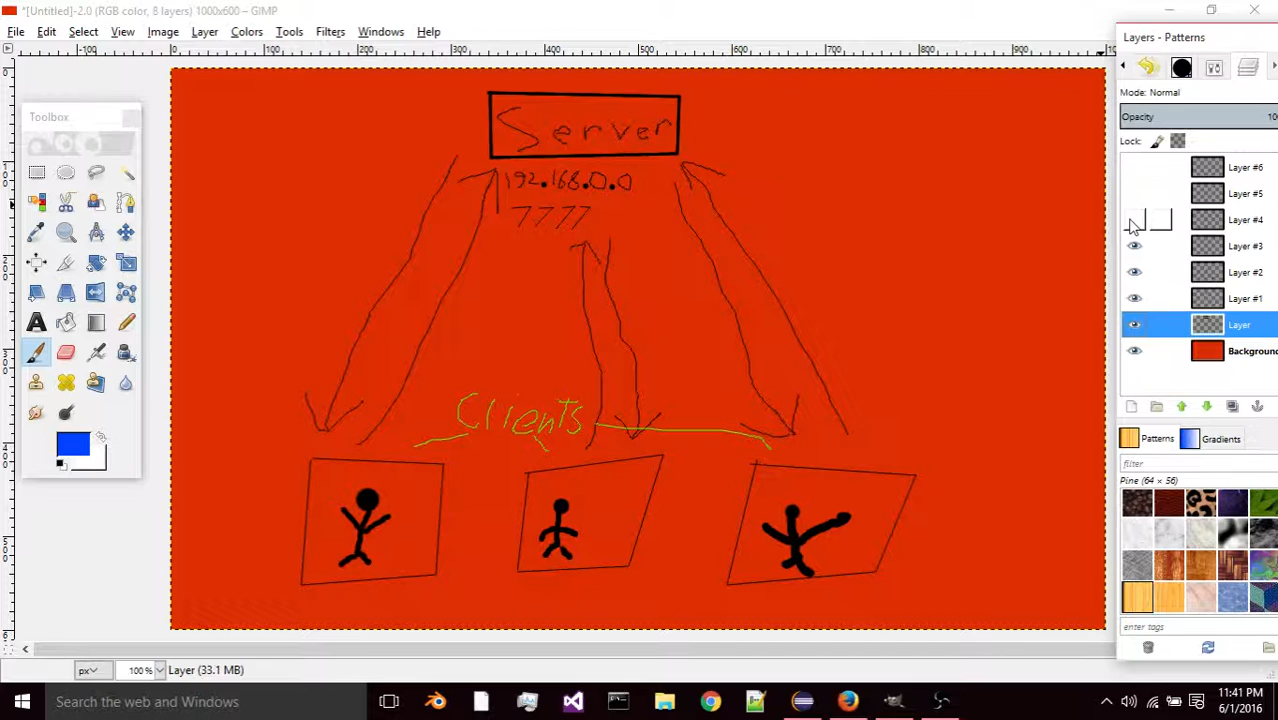 *[Untitled]-2.0 (RGB color, 8 layers) 1000x600 – GIMP
File Edit Select View Image Layer Colors Tools Filters Windows Help
Toolbox
Server
192.168.0.0
7777
Clients
px 100 % Layer (33.1 MB)
Layers - Patterns
Mode: Normal
Opacity
Lock:
Layer #6
Layer #5
Layer #4
Layer #3
Layer #2
Layer #1
Layer
Background
Patterns Gradients
filter
Pine (64 × 56)
enter tags
Search the web and Windows
11:41 PM
6/1/2016